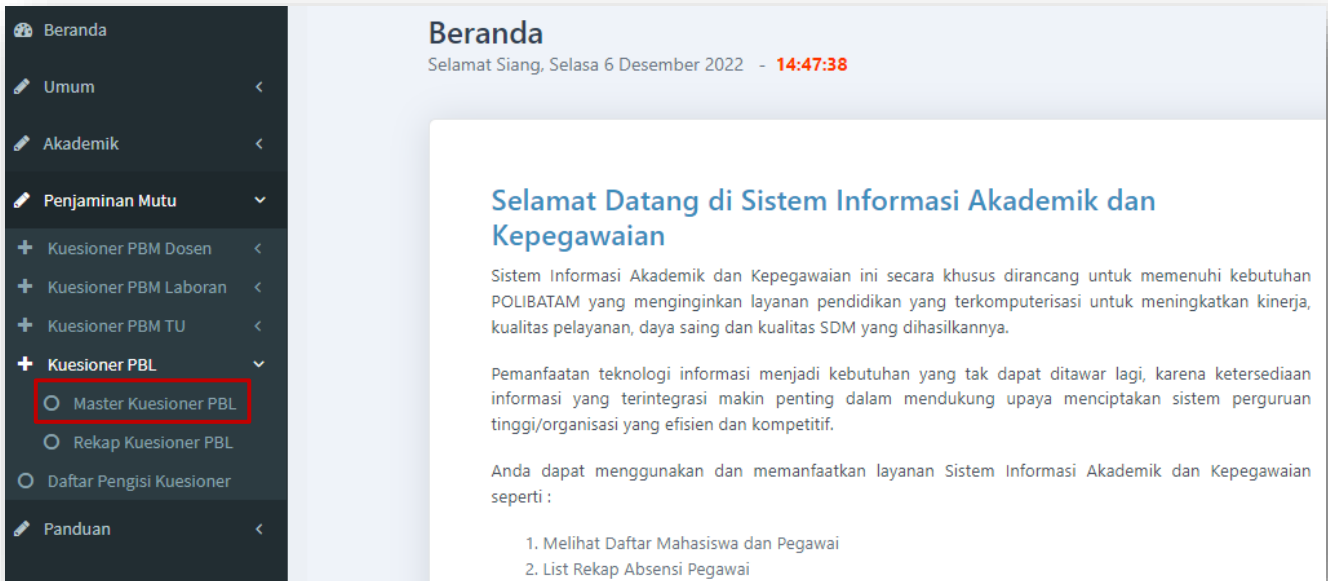 Beranda
Umum
Akademik
Penjaminan Mutu
Kuesioner PBM Dosen
Kuesioner PBM Laboran
Kuesioner PBM TU
Kuesioner PBL
Master Kuesioner PBL
Rekap Kuesioner PBL
Daftar Pengisi Kuesioner
Panduan
Beranda
Selamat Siang, Selasa 6 Desember 2022 - 14:47:38
Selamat Datang di Sistem Informasi Akademik dan
Kepegawaian
Sistem Informasi Akademik dan Kepegawaian ini secara khusus dirancang untuk memenuhi kebutuhan
POLIBATAM yang menginginkan layanan pendidikan yang terkomputerisasi untuk meningkatkan kinerja,
kualitas pelayanan, daya saing dan kualitas SDM yang dihasilkannya.
Pemanfaatan teknologi informasi menjadi kebutuhan yang tak dapat ditawar lagi, karena ketersediaan
informasi yang terintegrasi makin penting dalam mendukung upaya menciptakan sistem perguruan
tinggi/organisasi yang efisien dan kompetitif.
Anda dapat menggunakan dan memanfaatkan layanan Sistem Informasi Akademik dan Kepegawaian
seperti :
1. Melihat Daftar Mahasiswa dan Pegawai
2. List Rekap Absensi Pegawai